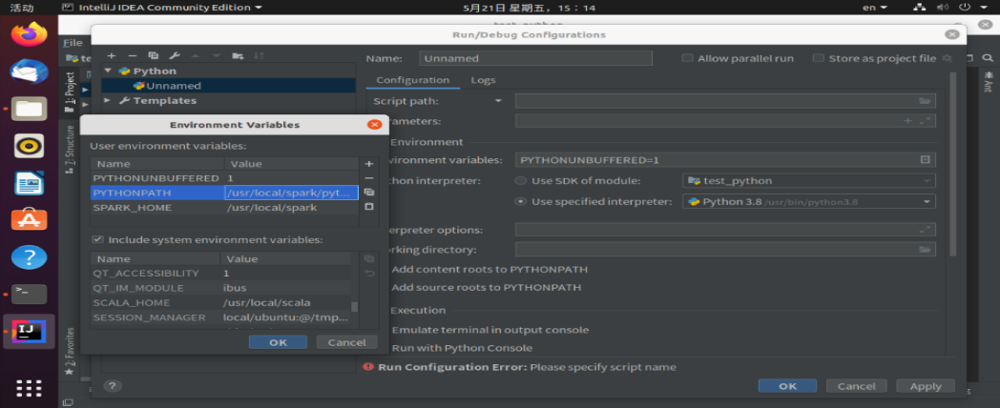 活动 IntelliJ IDEA Community Edition 5月21日 星期五, 15:14 en
File
Run/Debug Configurations
Name: Unnamed Allow parallel run Store as project file
Python
Unnamed
Templates
Configuration Logs
Script path:
arameters:
Environment
vironment variables: PYTHONUNBUFFERED=1
thon interpreter: Use SDK of module: test_python
Use specified interpreter: Python 3.8 /usr/bin/python3.8
erpreter options:
orking directory:
Add content roots to PYTHONPATH
Add source roots to PYTHONPATH
Execution
Emulate terminal in output console
Run with Python Console
Run Configuration Error: Please specify script name
OK Cancel Apply
Environment Variables
User environment variables:
Name Value
PYTHONUNBUFFERED 1
PYTHONPATH /usr/local/spark/pyt...
SPARK_HOME /usr/local/spark
Include system environment variables:
Name Value
QT_ACCESSIBILITY 1
QT_IM_MODULE ibus
SCALA_HOME /usr/local/scala
SESSION_MANAGER local/ubuntu:@/tmp...
OK Cancel
1: Project
7: Structure
2: Favorites
Ant